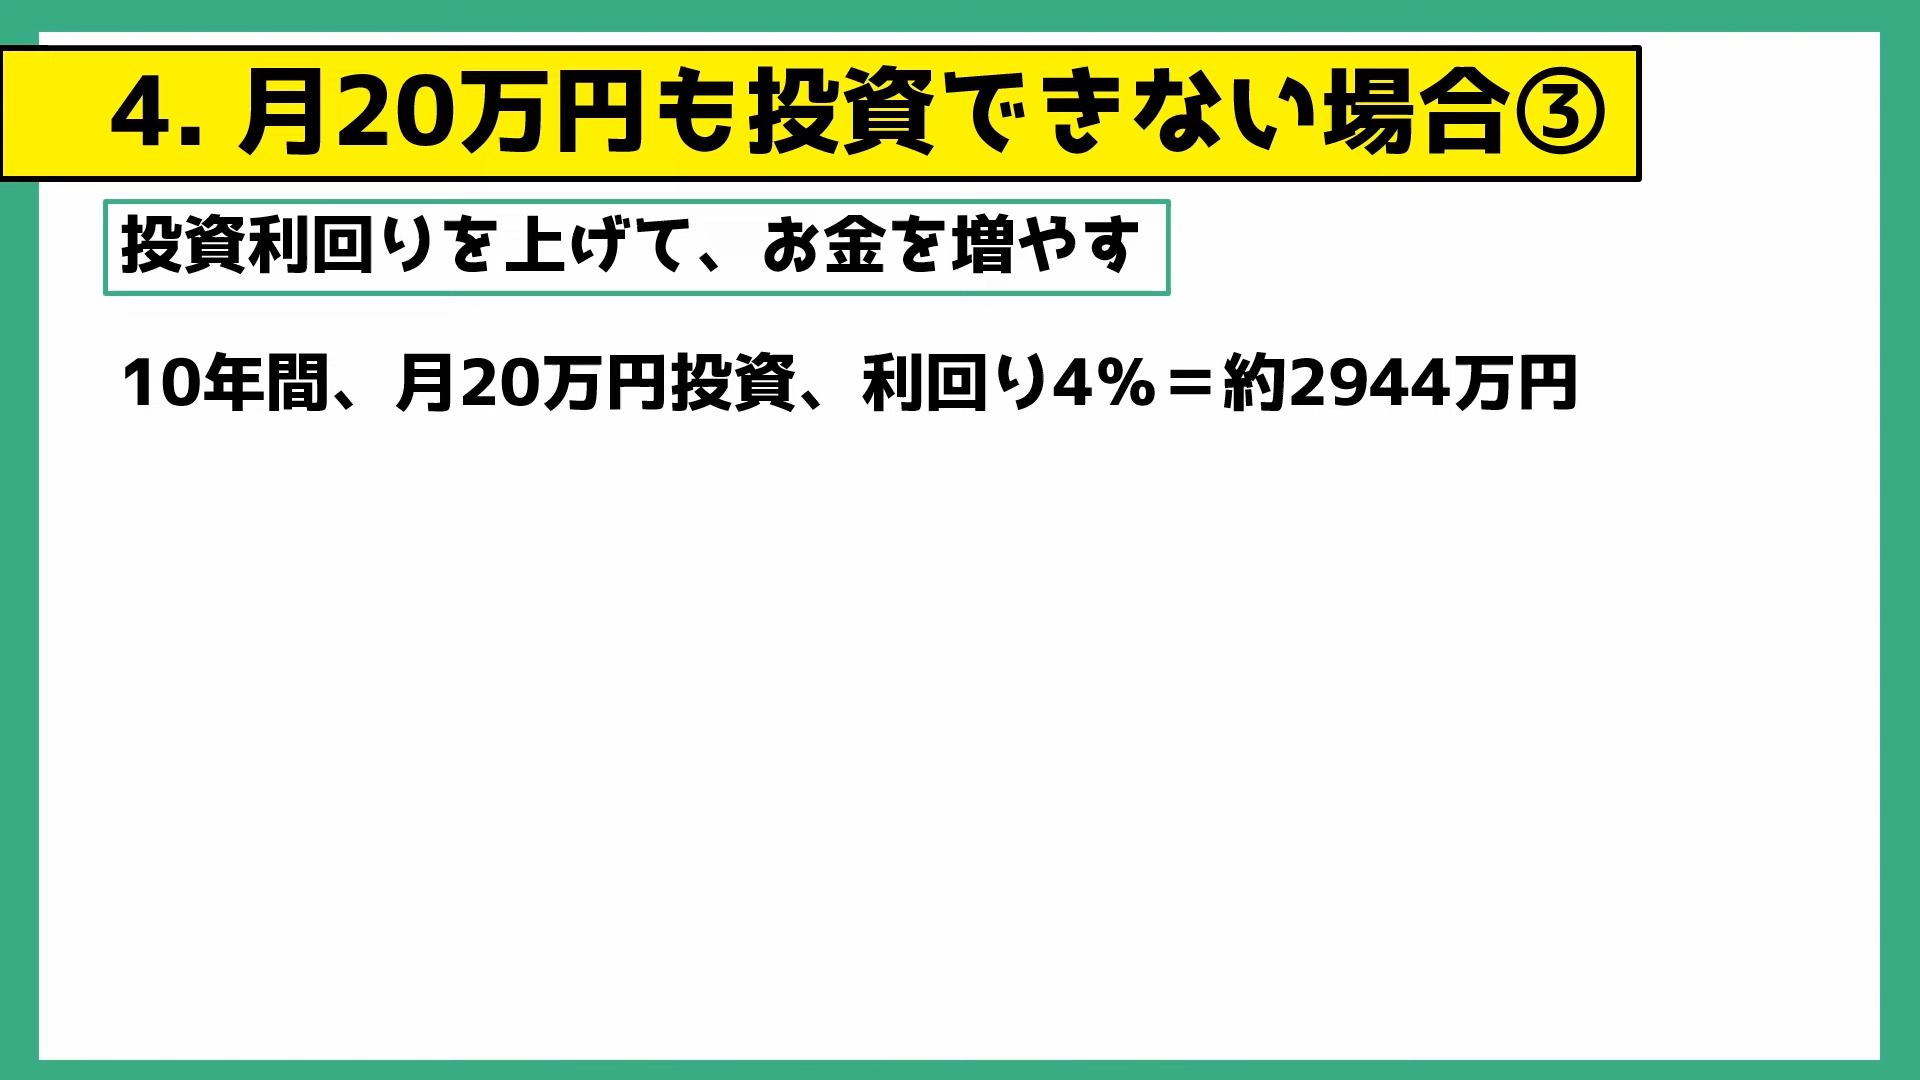 4. 月20万円も投資できない場合③
投資利回りを上げて、お金を増やす
10年間、月20万円投資、利回り4%＝約2944万円